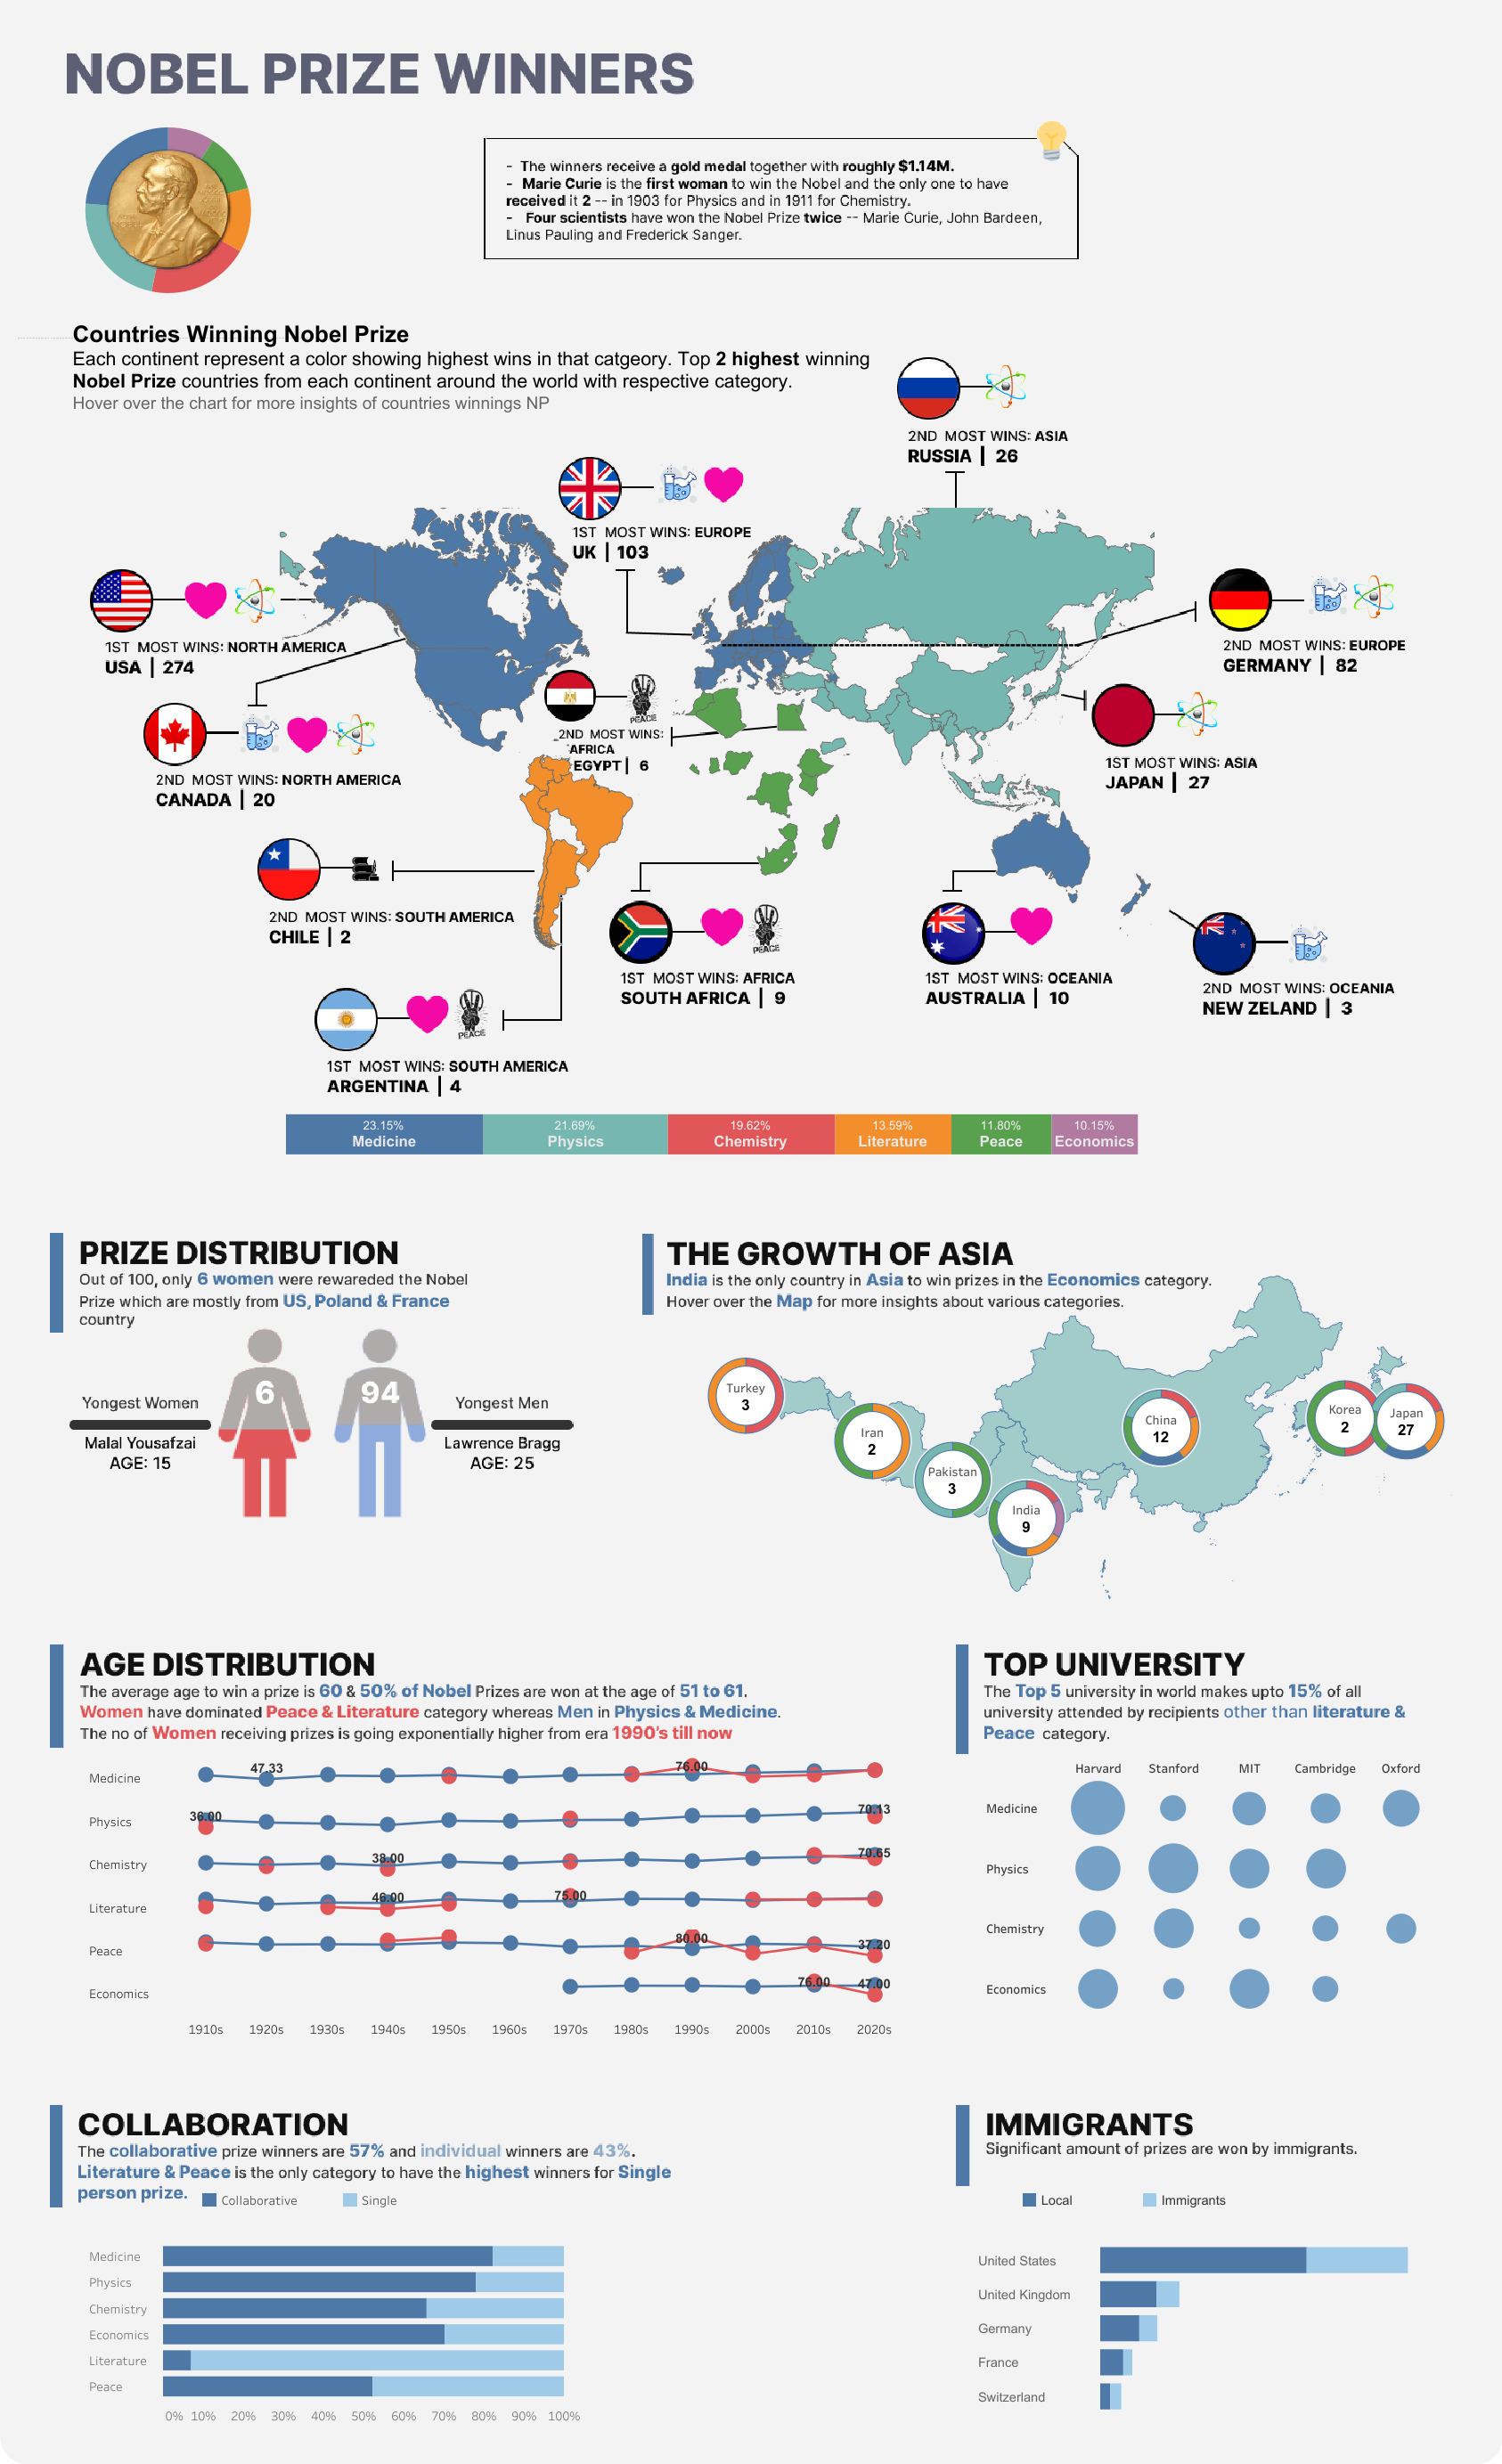 NOBEL PRIZE WINNERS
- The winners receive a gold medal together with roughly $1.14M.
- Marie Curie is the first woman to win the Nobel and the only one to have
received it 2 -- in 1903 for Physics and in 1911 for Chemistry.
- Four scientists have won the Nobel Prize twice -- Marie Curie, John Bardeen,
Linus Pauling and Frederick Sanger.
Countries Winning Nobel Prize
Each continent represent a color showing highest wins in that catgeory. Top 2 highest winning
Nobel Prize countries from each continent around the world with respective category.
Hover over the chart for more insights of countries winnings NP
2ND MOST WINS: ASIA
RUSSIA | 26
1ST MOST WINS: EUROPE
UK | 103
1ST MOST WINS: NORTH AMERICA
USA | 274
2ND MOST WINS: EUROPE
GERMANY | 82
PEACE
2ND MOST WINS:
AFRICA
EGYPT | 6
2ND MOST WINS: NORTH AMERICA
CANADA | 20
1ST MOST WINS: ASIA
JAPAN | 27
2ND MOST WINS: SOUTH AMERICA
CHILE | 2
PEACE
1ST MOST WINS: AFRICA
SOUTH AFRICA | 9
1ST MOST WINS: OCEANIA
AUSTRALIA | 10
2ND MOST WINS: OCEANIA
NEW ZELAND | 3
PEACE
1ST MOST WINS: SOUTH AMERICA
ARGENTINA | 4
23.15% 21.69% 19.62% 13.59% 11.80% 10.15%
Medicine Physics Chemistry Literature Peace Economics
PRIZE DISTRIBUTION
Out of 100, only 6 women were rewareded the Nobel
Prize which are mostly from US, Poland & France
country
6 94
Yongest Women
Malal Yousafzai
AGE: 15
Yongest Men
Lawrence Bragg
AGE: 25
THE GROWTH OF ASIA
India is the only country in Asia to win prizes in the Economics category.
Hover over the Map for more insights about various categories.
Turkey
3
Iran
2
Pakistan
3
India
9
China
12
Korea
2
Japan
27
AGE DISTRIBUTION
The average age to win a prize is 60 & 50% of Nobel Prizes are won at the age of 51 to 61.
Women have dominated Peace & Literature category whereas Men in Physics & Medicine.
The no of Women receiving prizes is going exponentially higher from era 1990's till now
Medicine 47.33 76.00
Physics 36.00 70.13
Chemistry 38.00 70.65
Literature 46.00 75.00
Peace 80.00 37.20
Economics 76.00 47.00
1910s 1920s 1930s 1940s 1950s 1960s 1970s 1980s 1990s 2000s 2010s 2020s
TOP UNIVERSITY
The Top 5 university in world makes upto 15% of all
university attended by recipients other than literature &
Peace category.
Harvard Stanford MIT Cambridge Oxford
Medicine
Physics
Chemistry
Economics
COLLABORATION
The collaborative prize winners are 57% and individual winners are 43%.
Literature & Peace is the only category to have the highest winners for Single
person prize.
Collaborative Single
Medicine
Physics
Chemistry
Economics
Literature
Peace
0% 10% 20% 30% 40% 50% 60% 70% 80% 90% 100%
IMMIGRANTS
Significant amount of prizes are won by immigrants.
Local Immigrants
United States
United Kingdom
Germany
France
Switzerland